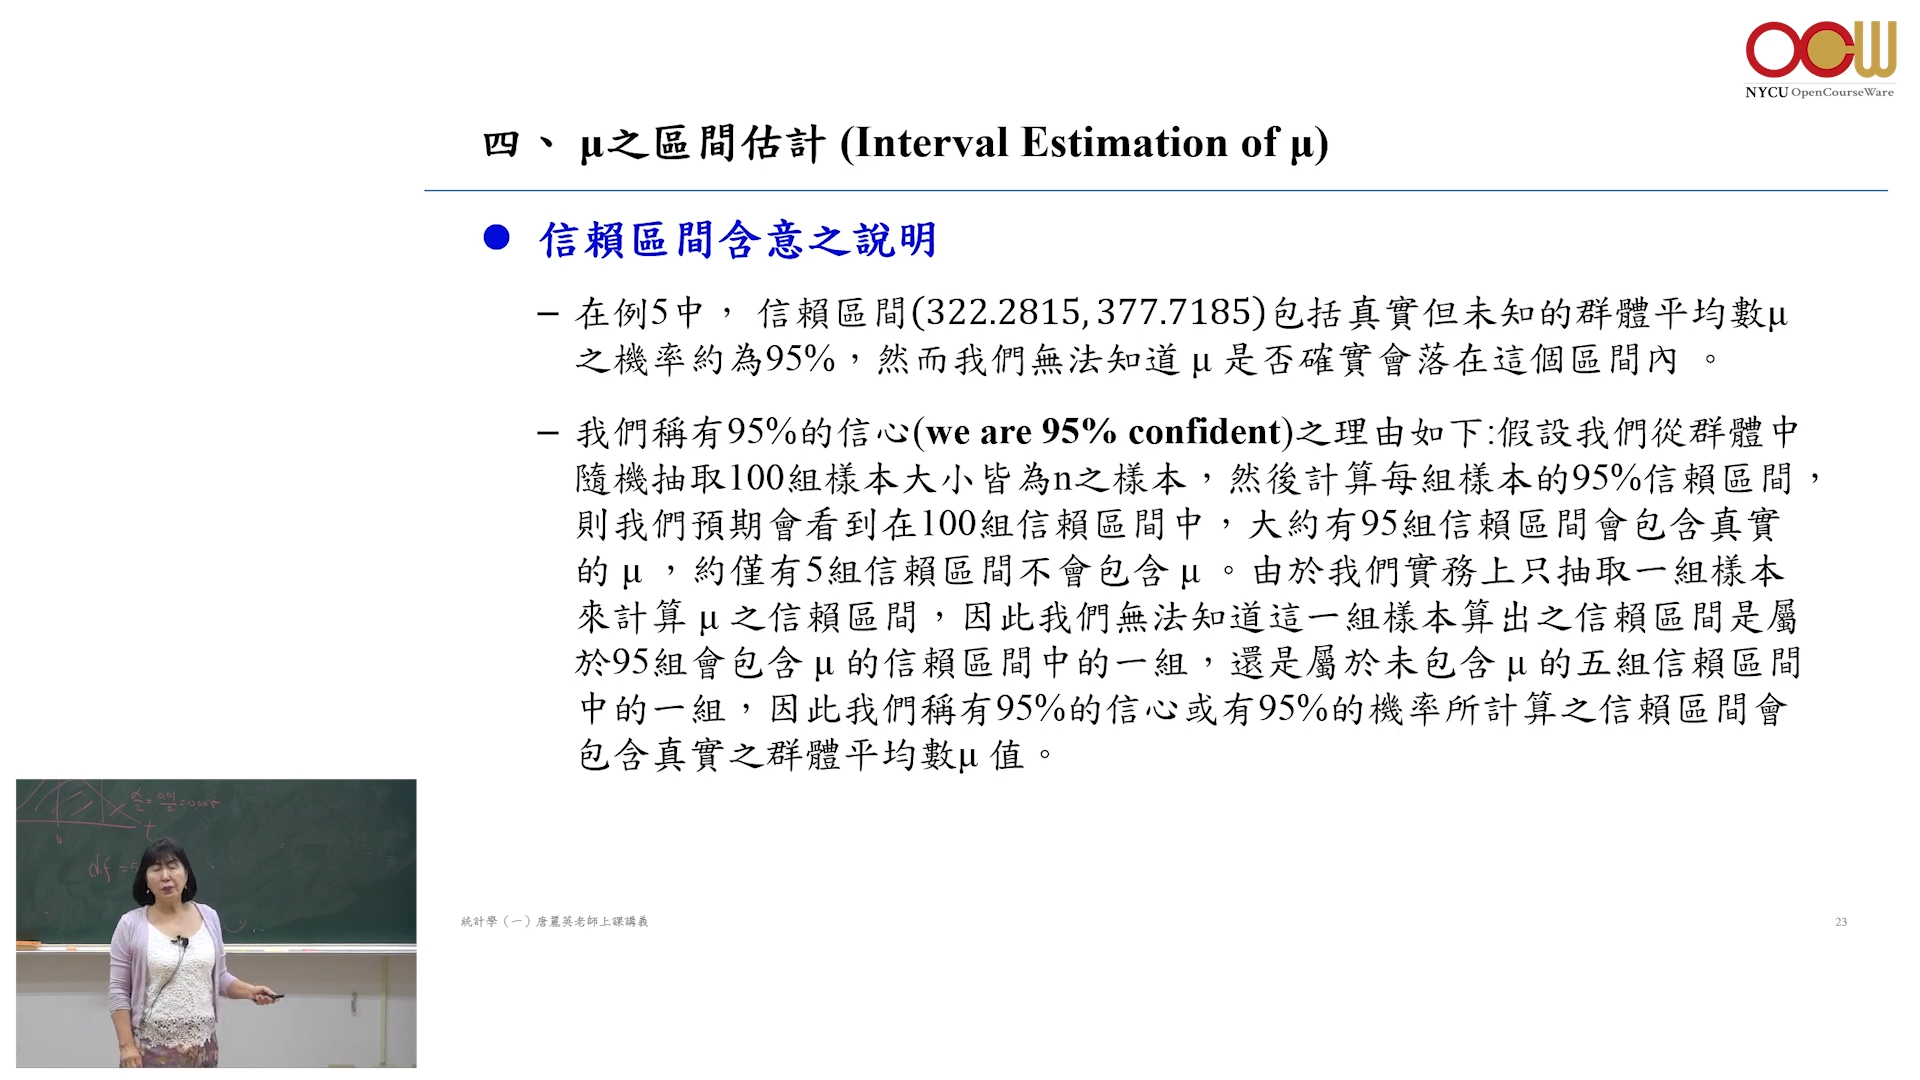 OCW
NYCU OpenCourseWare
四、 μ之區間估計 (Interval Estimation of μ)
● 信賴區間含意之說明
– 在例5中， 信賴區間(322.2815, 377.7185)包括真實但未知的群體平均數μ
之機率約為95%，然而我們無法知道 μ 是否確實會落在這個區間內 。
– 我們稱有95%的信心(we are 95% confident)之理由如下:假設我們從群體中
隨機抽取100組樣本大小皆為n之樣本，然後計算每組樣本的95%信賴區間，
則我們預期會看到在100組信賴區間中，大約有95組信賴區間會包含真實
的 μ ，約僅有5組信賴區間不會包含 μ 。由於我們實務上只抽取一組樣本
來計算 μ 之信賴區間，因此我們無法知道這一組樣本算出之信賴區間是屬
於95組會包含 μ 的信賴區間中的一組，還是屬於未包含 μ 的五組信賴區間
中的一組，因此我們稱有95%的信心或有95%的機率所計算之信賴區間會
包含真實之群體平均數μ 值。
α/2 = 0.01/2 = 0.005
t
d.f =
統計學（一）唐麗英老師上課講義
23